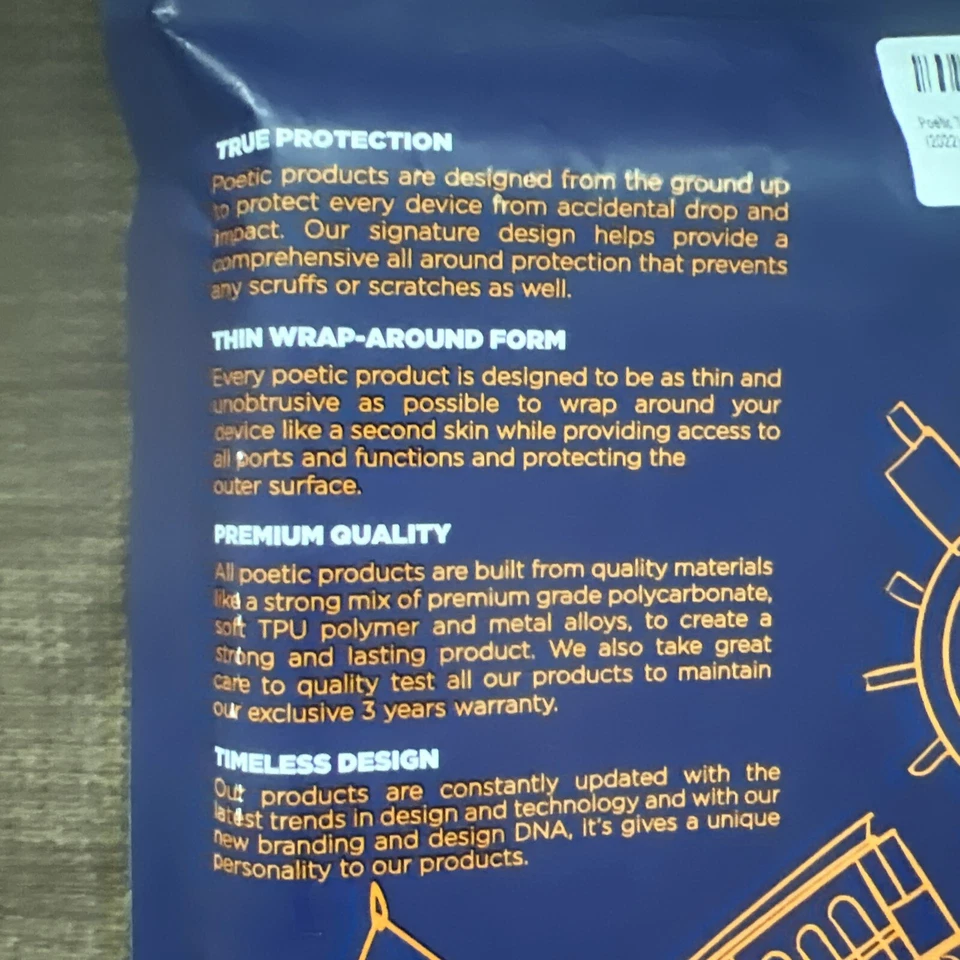 TRUE PROTECTION
Poetic products are designed from the ground up
to protect every device from accidental drop and
impact. Our signature design helps provide a
comprehensive all around protection that prevents
any scruffs or scratches as well.
THIN WRAP-AROUND FORM
Every poetic product is designed to be as thin and
unobtrusive as possible to wrap around your
device like a second skin while providing access to
all ports and functions and protecting the
outer surface.
PREMIUM QUALITY
All poetic products are built from quality materials
like a strong mix of premium grade polycarbonate,
soft TPU polymer and metal alloys, to create a
strong and lasting product. We also take great
care to quality test all our products to maintain
our exclusive 3 years warranty.
TIMELESS DESIGN
Out products are constantly updated with the
latest trends in design and technology and with our
new branding and design DNA, it's gives a unique
personality to our products.
Poetic
(2022)